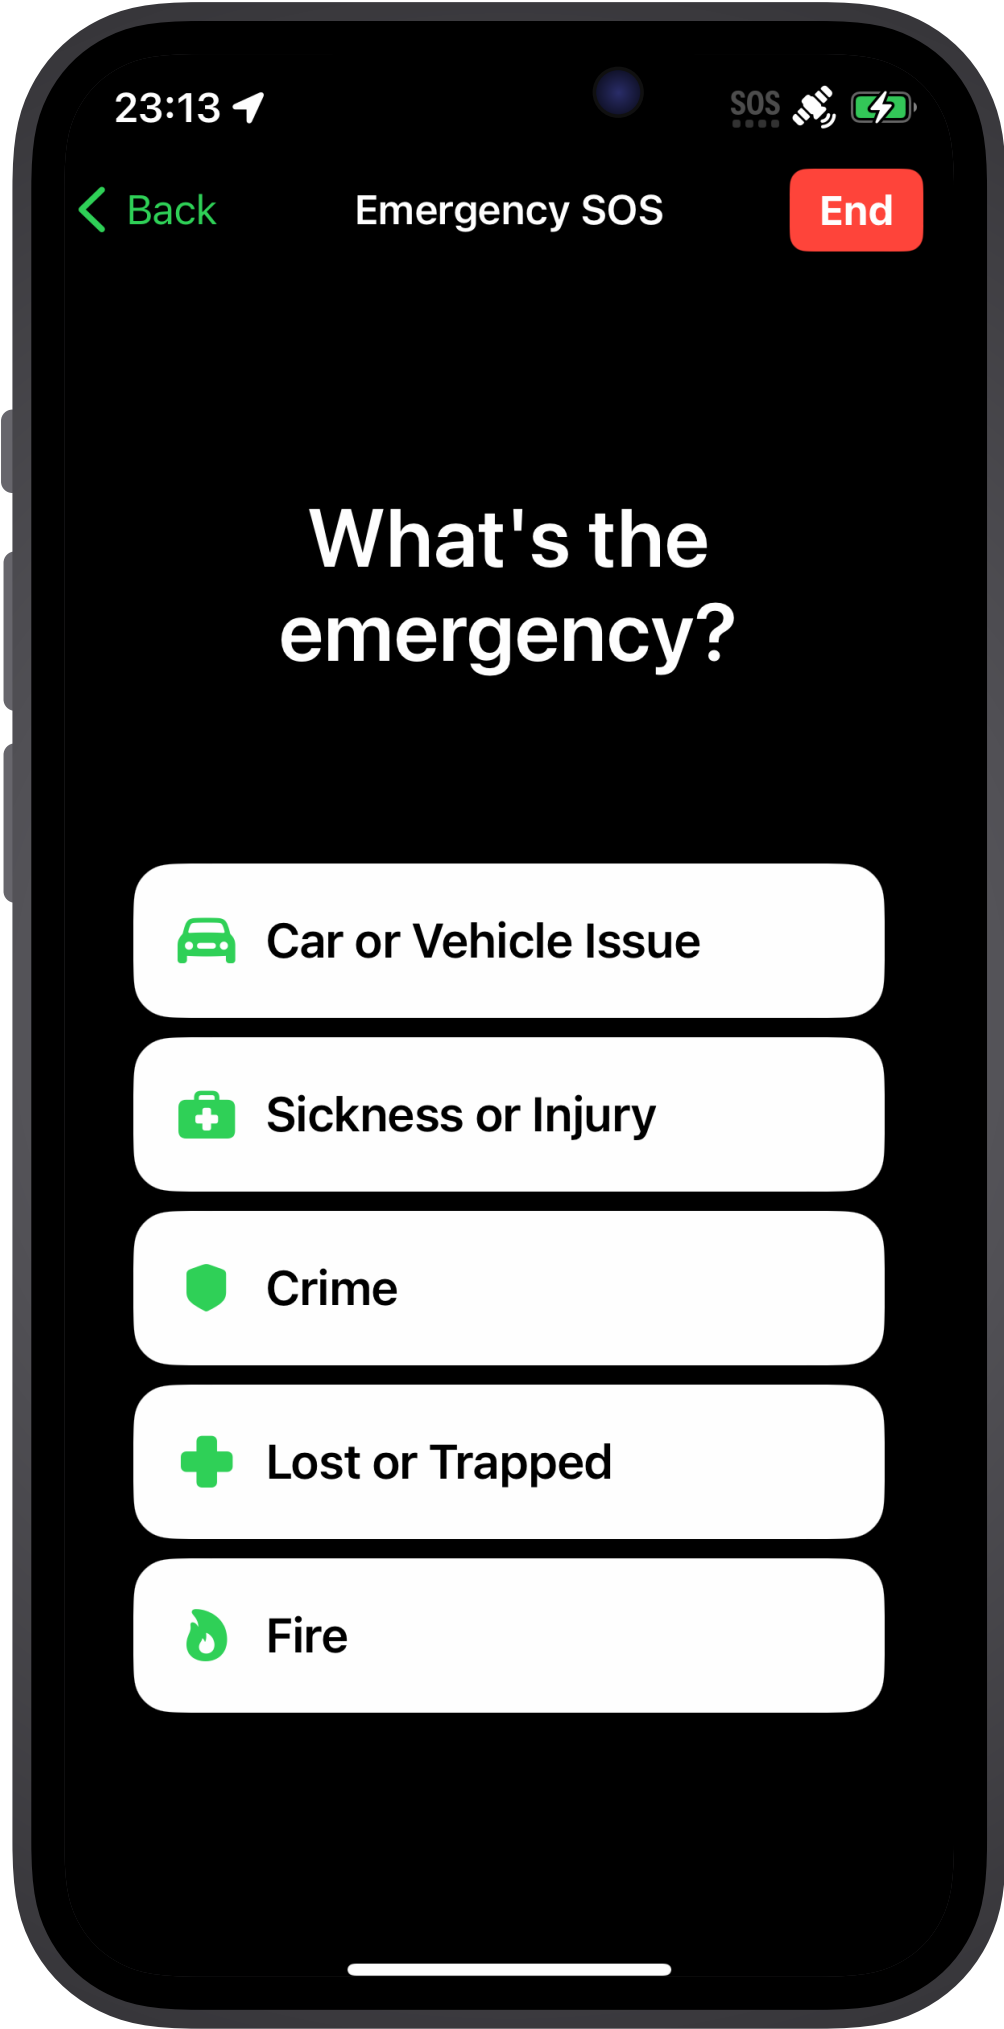 23:13 SOS
Back Emergency SOS End
What's the
emergency?
Car or Vehicle Issue
Sickness or Injury
Crime
Lost or Trapped
Fire